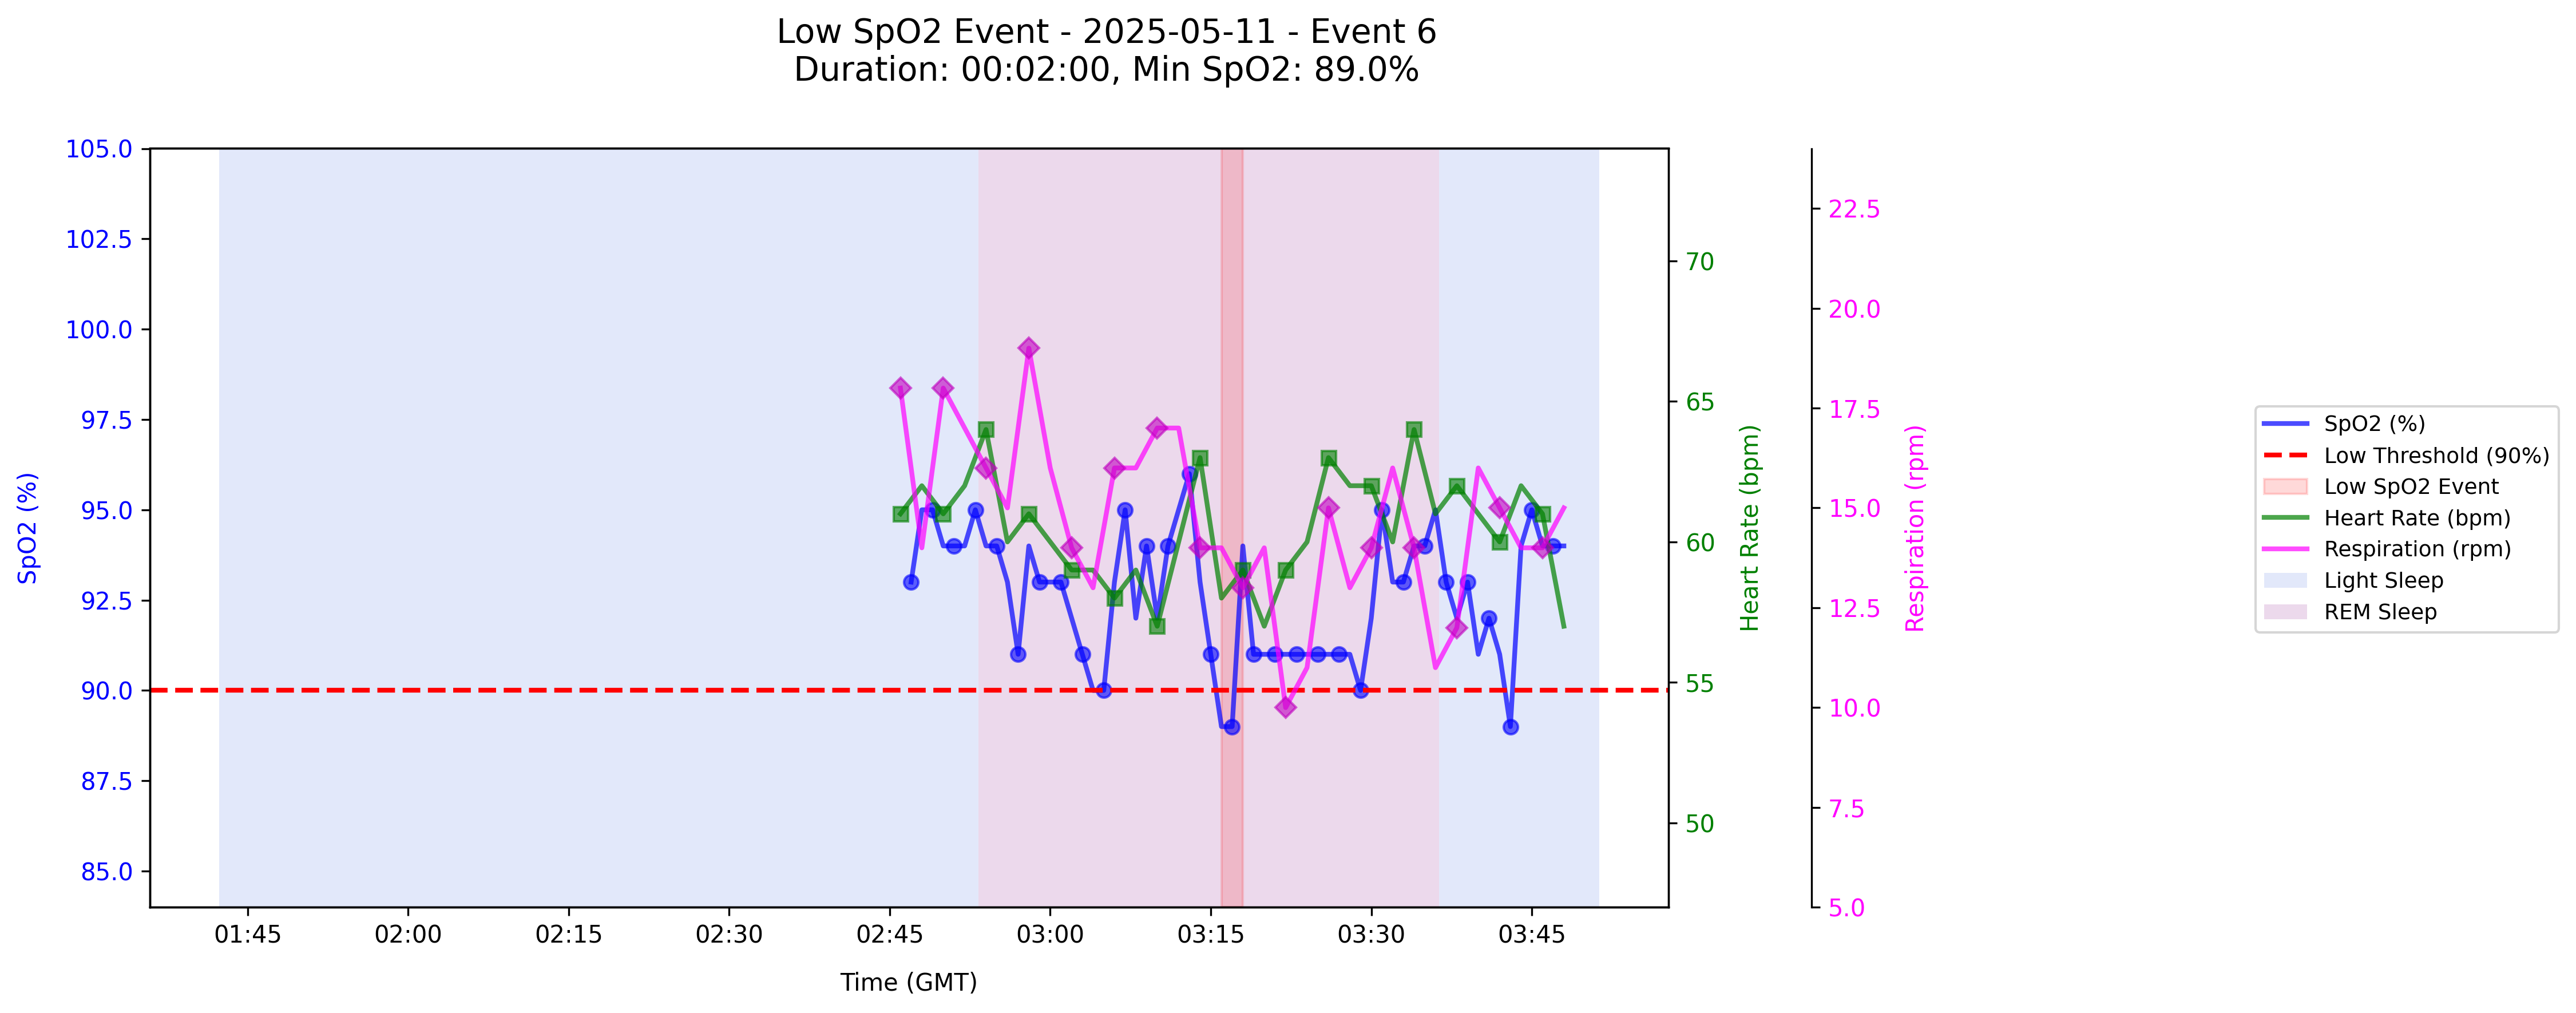 Low SpO2 Event - 2025-05-11 - Event 6
Duration: 00:02:00, Min SpO2: 89.0%
105.0
102.5
100.0
97.5
95.0
92.5
90.0
87.5
85.0
SpO2 (%)
01:45
02:00
02:15
02:30
02:45
03:00
03:15
03:30
03:45
Time (GMT)
70
65
60
55
50
Heart Rate (bpm)
22.5
20.0
17.5
15.0
12.5
10.0
7.5
5.0
Respiration (rpm)
SpO2 (%)
Low Threshold (90%)
Low SpO2 Event
Heart Rate (bpm)
Respiration (rpm)
Light Sleep
REM Sleep